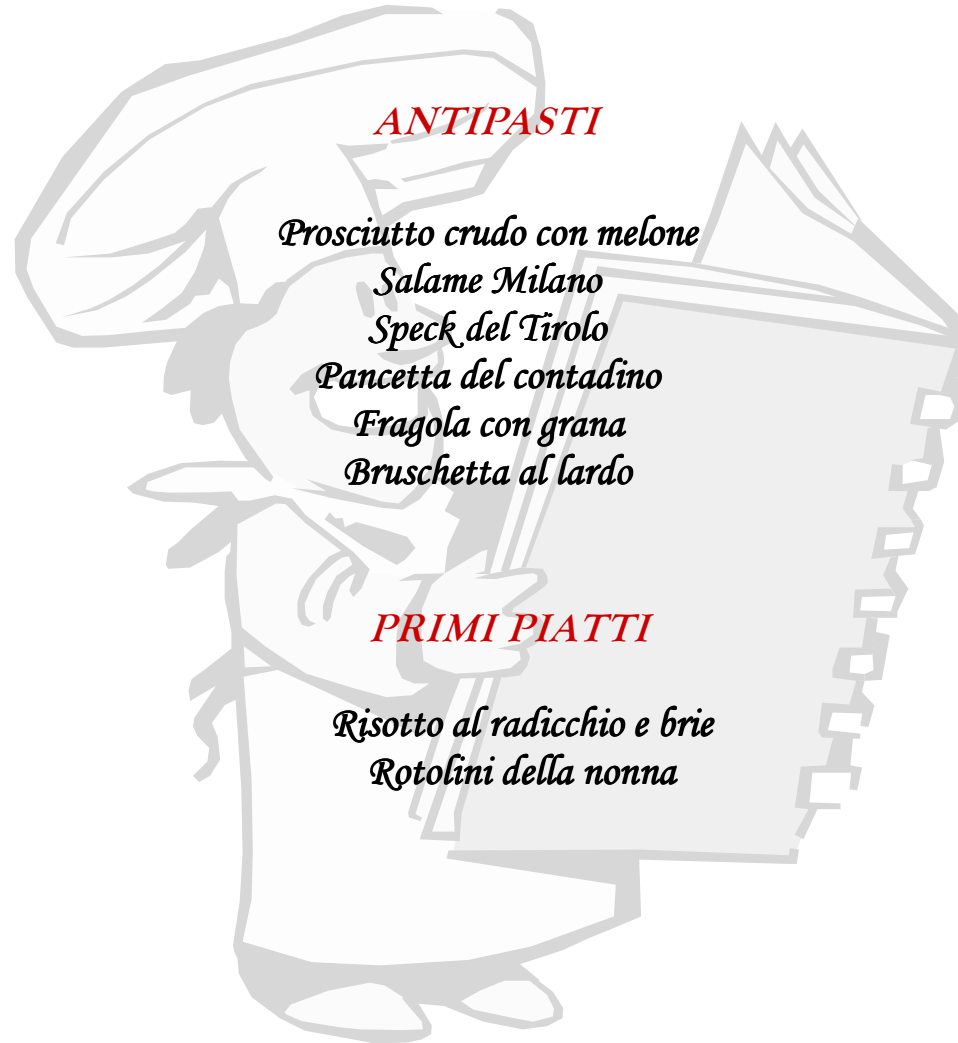 ANTIPASTI
Prosciutto crudo con melone
Salame Milano
Speck del Tirolo
Pancetta del contadino
Fragola con grana
Bruschetta al lardo
PRIMI PIATTI
Risotto al radicchio e brie
Rotolini della nonna